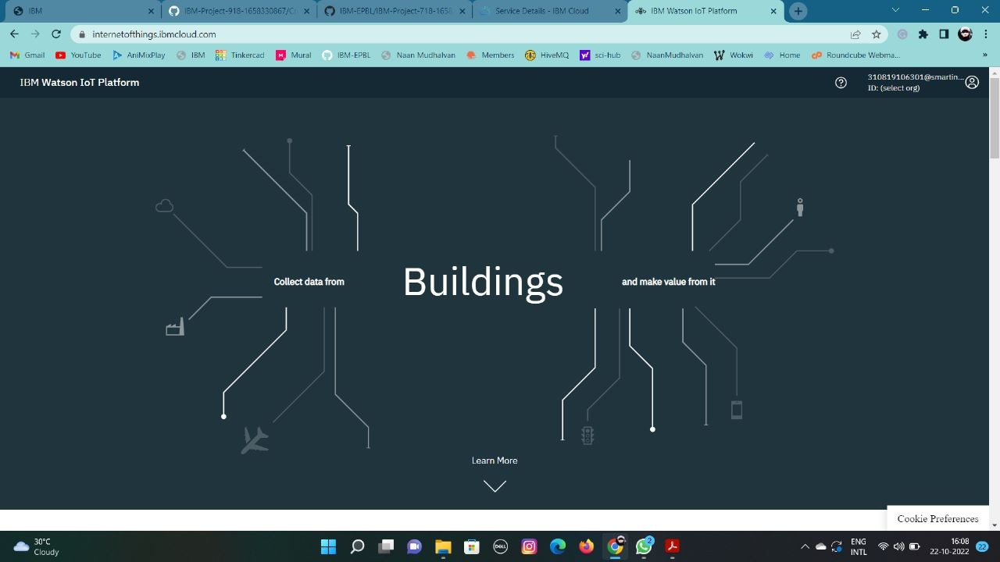 IBM
IBM-Project-918-1658330867/Cre
IBM-EPBL/IBM-Project-718-1658
Service Details - IBM Cloud
IBM Watson IoT Platform
internetofthings.ibmcloud.com
Gmail
YouTube
AniMixPlay
IBM
Tinkercad
Mural
IBM-EPBL
Naan Mudhalvan
Members
HiveMQ
sci-hub
NaanMudhalvan
Wokwi
Home
Roundcube Webma...
»
IBM Watson IoT Platform
310819106301@smartin...
ID: (select org)
Collect data from
Buildings
and make value from it
Learn More
Cookie Preferences
30°C
Cloudy
DELL
2
ENG
INTL
16:08
22-10-2022
22